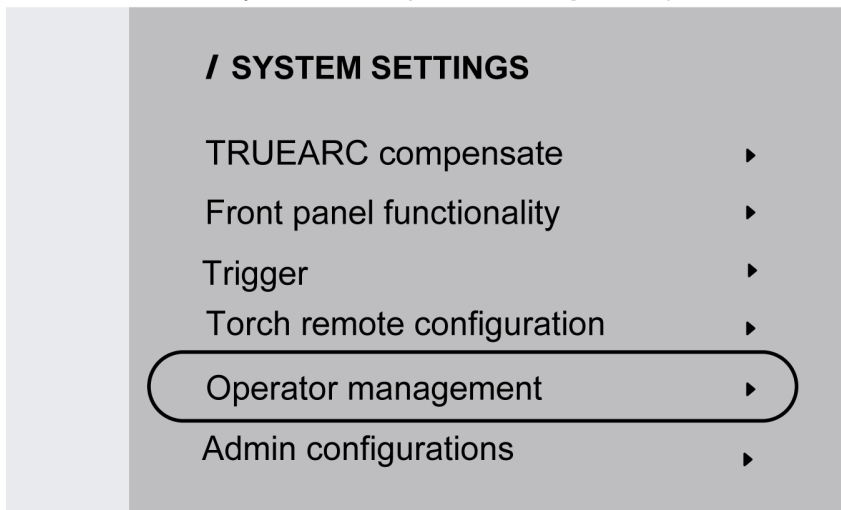 / SYSTEM SETTINGS
TRUEARC compensate
Front panel functionality
Trigger
Torch remote configuration
Operator management
Admin configurations